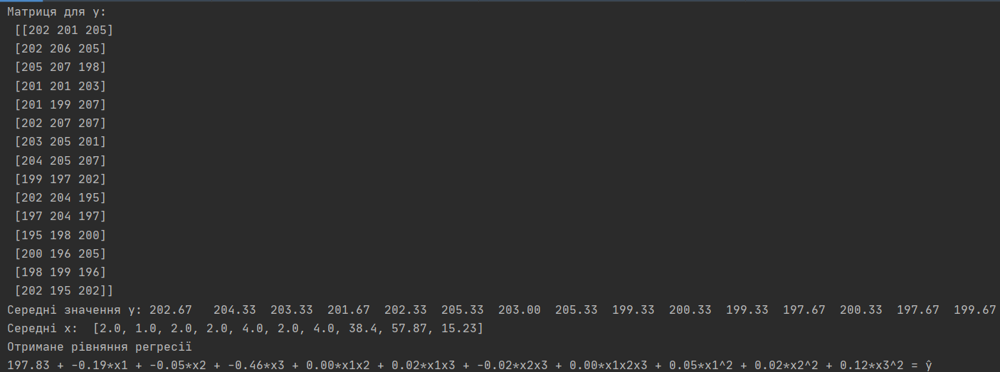 Матриця для y:
[[202 201 205]
[202 206 205]
[205 207 198]
[201 201 203]
[201 199 207]
[202 207 207]
[203 205 201]
[204 205 207]
[199 197 202]
[202 204 195]
[197 204 197]
[195 198 200]
[200 196 205]
[198 199 196]
[202 195 202]]
Середні значення y: 202.67 204.33 203.33 201.67 202.33 205.33 203.00 205.33 199.33 200.33 199.33 197.67 200.33 197.67 199.67
Середні x: [2.0, 1.0, 2.0, 2.0, 4.0, 2.0, 4.0, 38.4, 57.87, 15.23]
Отримане рівняння регресії
197.83 + -0.19*x1 + -0.05*x2 + -0.46*x3 + 0.00*x1x2 + 0.02*x1x3 + -0.02*x2x3 + 0.00*x1x2x3 + 0.05*x1^2 + 0.02*x2^2 + 0.12*x3^2 = ŷ